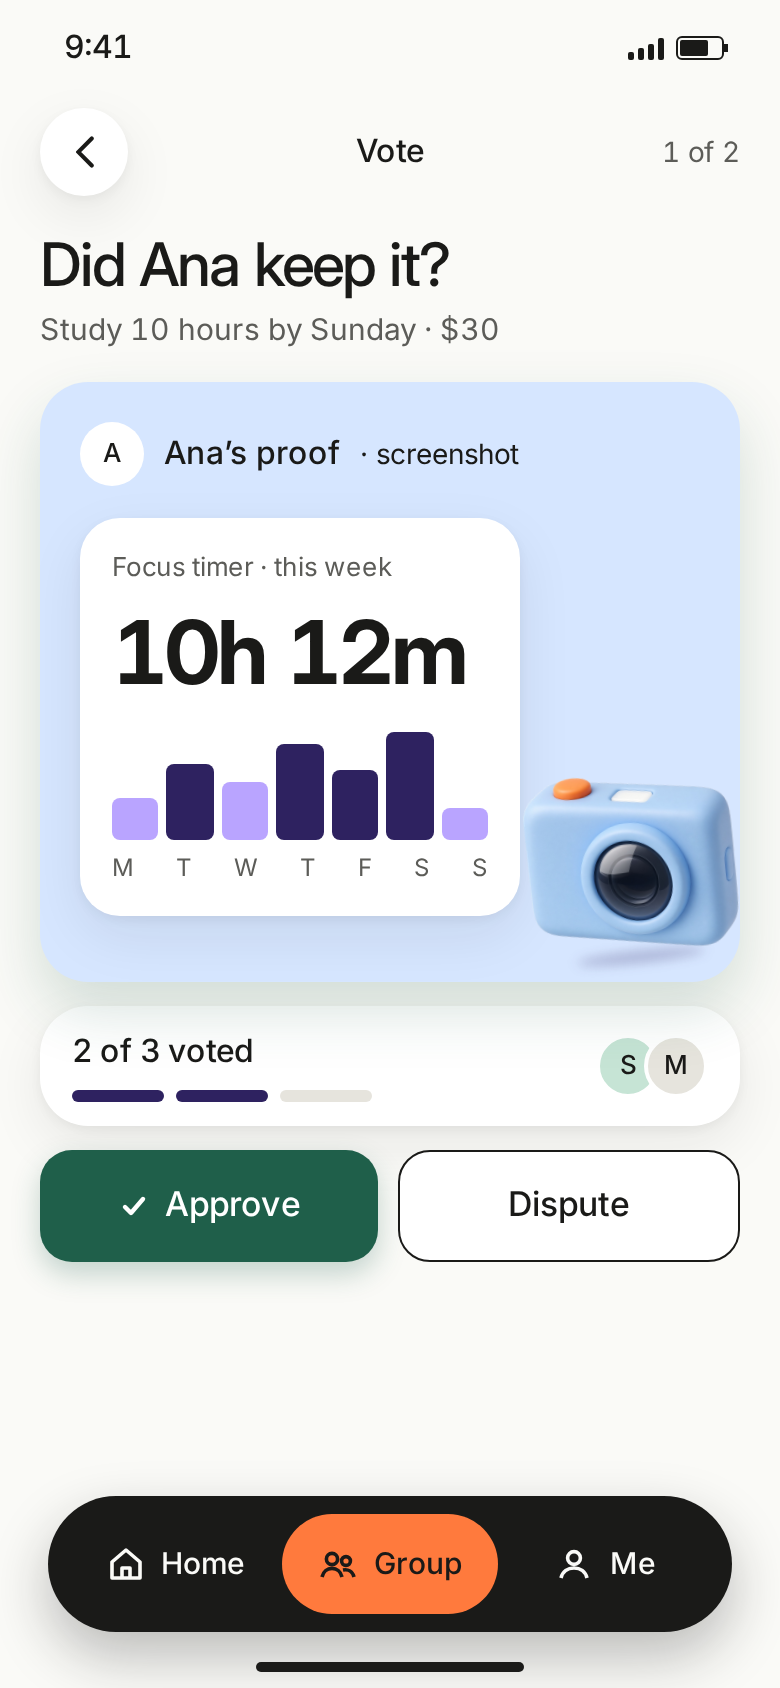 9:41
Vote
1 of 2
Did Ana keep it?
Study 10 hours by Sunday · $30
A
Ana’s proof · screenshot
Focus timer · this week
10h 12m
M T W T F S S
2 of 3 voted
S M
Approve
Dispute
Home
Group
Me